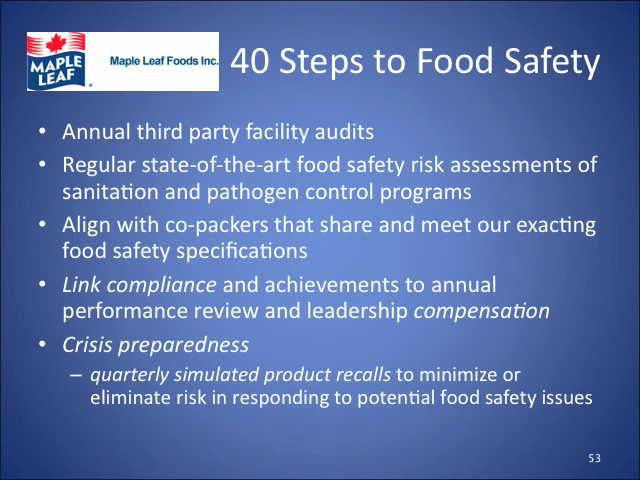 MAPLE
LEAF
®
Maple Leaf Foods Inc.
40 Steps to Food Safety
• Annual third party facility audits
• Regular state-of-the-art food safety risk assessments of
sanitation and pathogen control programs
• Align with co-packers that share and meet our exacting
food safety specifications
• Link compliance and achievements to annual
performance review and leadership compensation
• Crisis preparedness
– quarterly simulated product recalls to minimize or
eliminate risk in responding to potential food safety issues
53